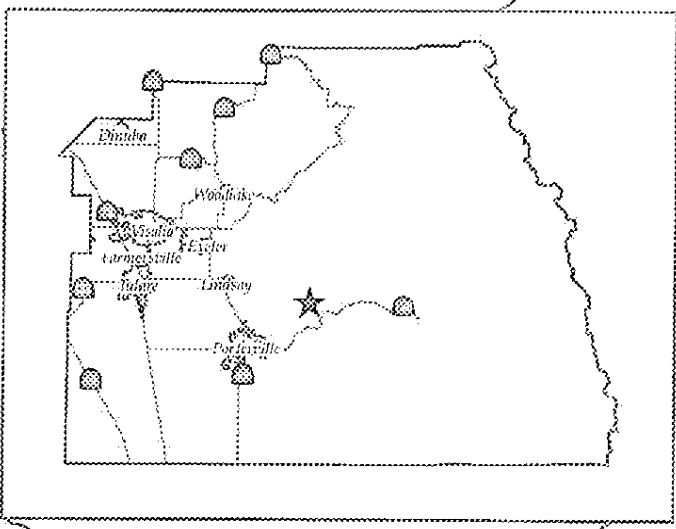 Dinuba
Woodlake
Visalia
Exeter
Farmersville
Tulare
Lindsay
Porterville